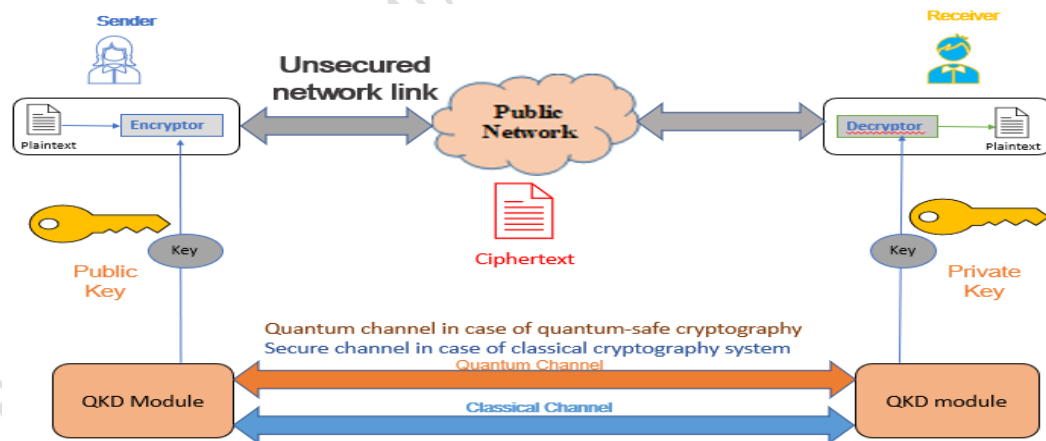 Sender
Receiver
Unsecured
network link
Public
Network
Encryptor
Plaintext
Decryptor
Plaintext
Ciphertext
Key
Public
Key
Key
Private
Key
Quantum channel in case of quantum-safe cryptography
Secure channel in case of classical cryptography system
Quantum Channel
QKD Module
QKD module
Classical Channel